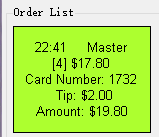 Order List
22:41 Master
[4] $17.80
Card Number: 1732
Tip: $2.00
Amount: $19.80